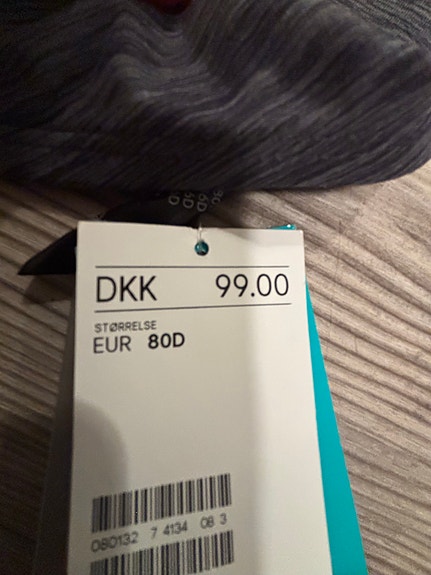 DKK 99.00
STØRRELSE
EUR 80D
080132 7 4134 08 3